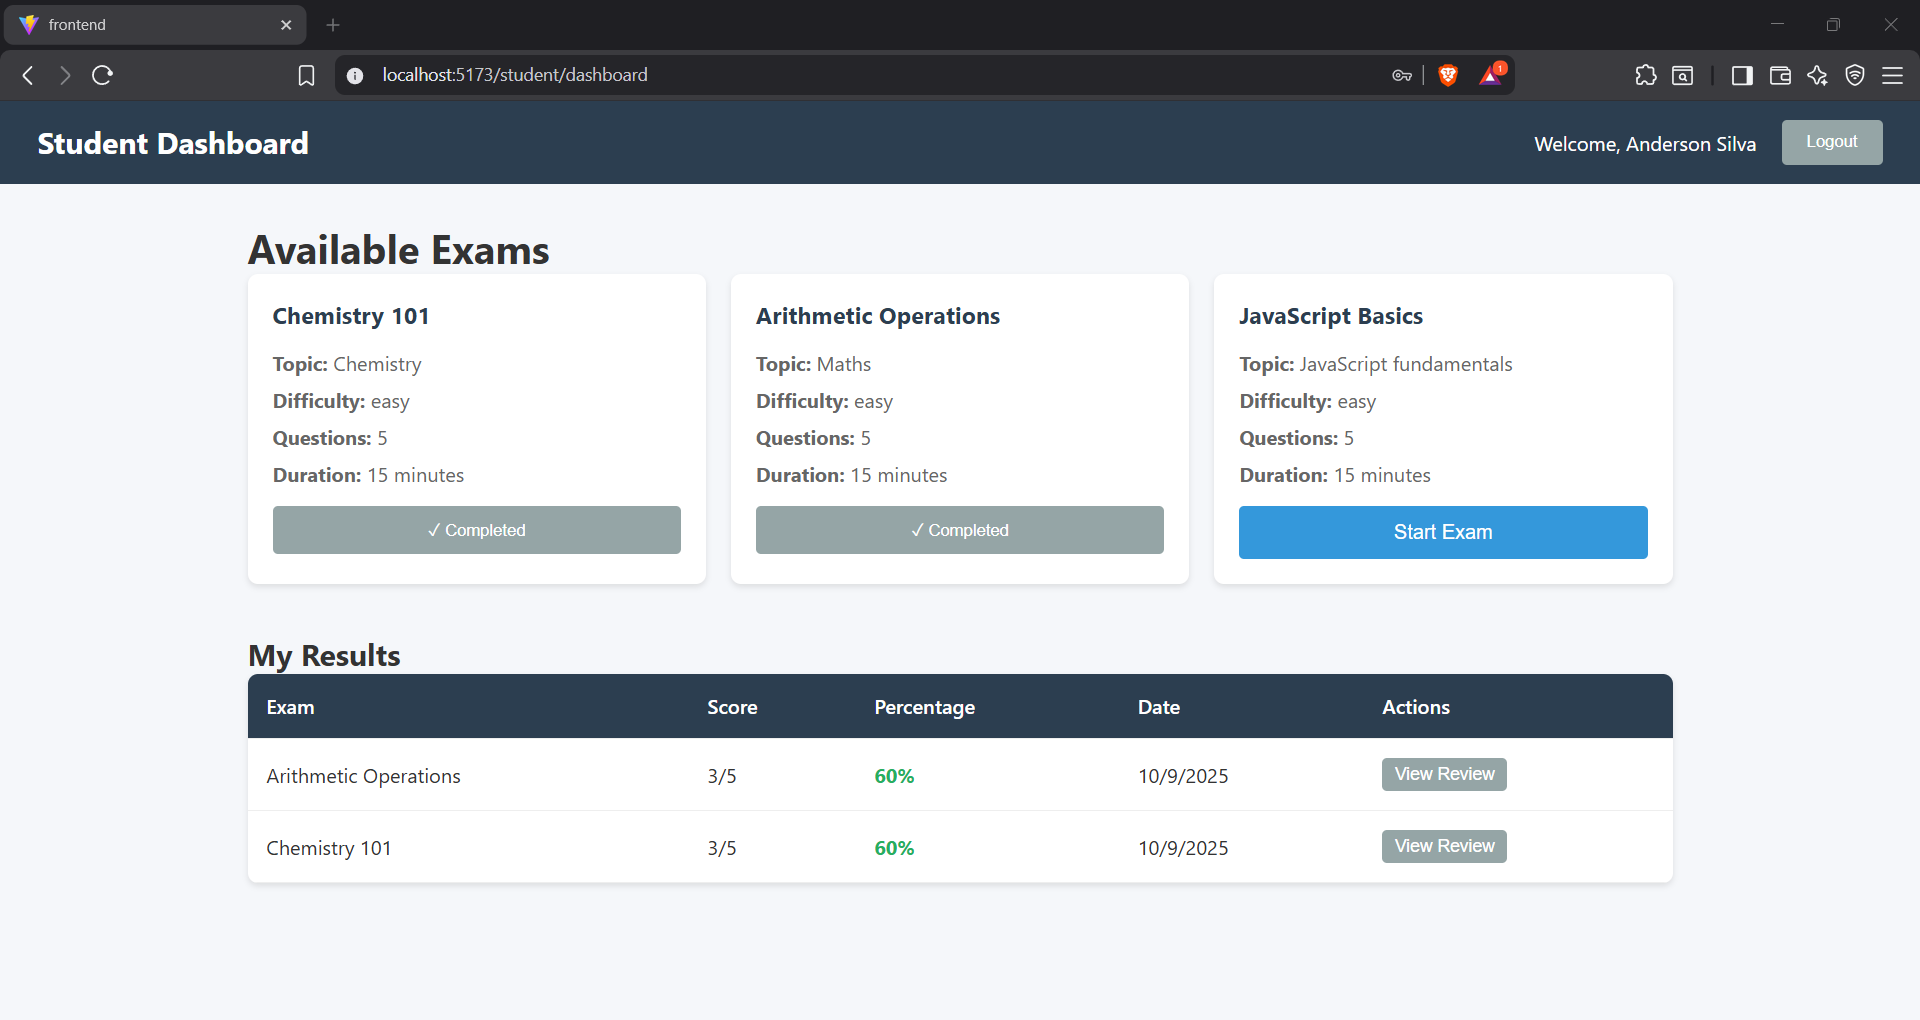 frontend
localhost:5173/student/dashboard
1
Student Dashboard
Welcome, Anderson Silva
Logout
Available Exams
Chemistry 101
Topic: Chemistry
Difficulty: easy
Questions: 5
Duration: 15 minutes
✓ Completed
Arithmetic Operations
Topic: Maths
Difficulty: easy
Questions: 5
Duration: 15 minutes
✓ Completed
JavaScript Basics
Topic: JavaScript fundamentals
Difficulty: easy
Questions: 5
Duration: 15 minutes
Start Exam
My Results
Exam Score Percentage Date Actions
Arithmetic Operations 3/5 60% 10/9/2025 View Review
Chemistry 101 3/5 60% 10/9/2025 View Review